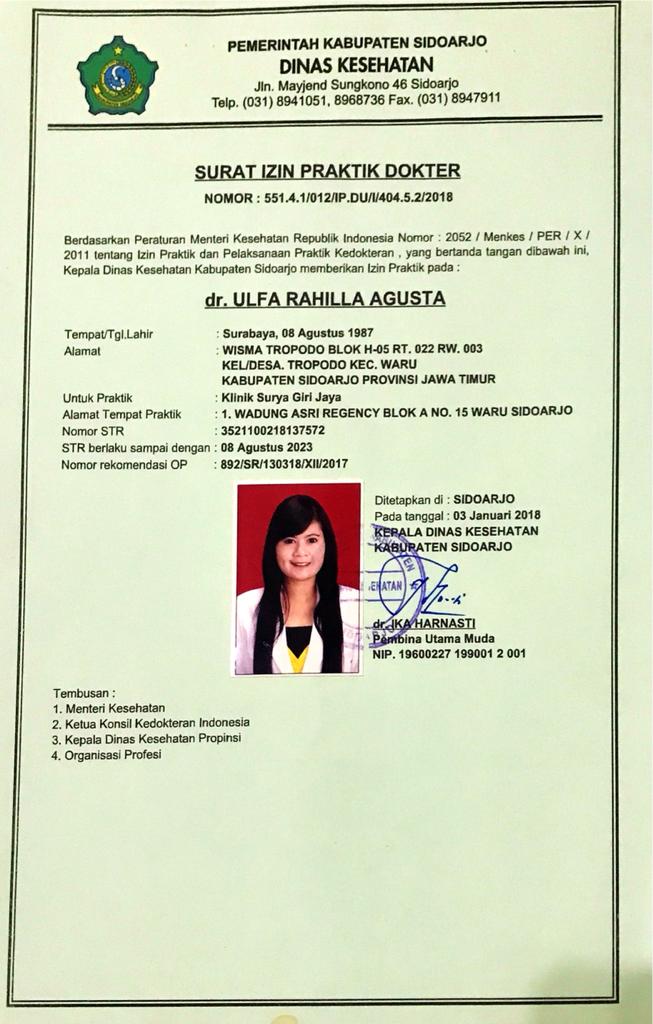 PEMERINTAH KABUPATEN SIDOARJO
DINAS KESEHATAN
Jln. Mayjend Sungkono 46 Sidoarjo
Telp. (031) 8941051, 8968736 Fax. (031) 8947911
SURAT IZIN PRAKTIK DOKTER
NOMOR : 551.4.1/012/IP.DU/I/404.5.2/2018
Berdasarkan Peraturan Menteri Kesehatan Republik Indonesia Nomor : 2052 / Menkes / PER / X /
2011 tentang Izin Praktik dan Pelaksanaan Praktik Kedokteran , yang bertanda tangan dibawah ini,
Kepala Dinas Kesehatan Kabupaten Sidoarjo memberikan Izin Praktik pada :
dr. ULFA RAHILLA AGUSTA
Tempat/Tgl.Lahir : Surabaya, 08 Agustus 1987
Alamat : WISMA TROPODO BLOK H-05 RT. 022 RW. 003
KEL/DESA. TROPODO KEC. WARU
KABUPATEN SIDOARJO PROVINSI JAWA TIMUR
Untuk Praktik : Klinik Surya Giri Jaya
Alamat Tempat Praktik : 1. WADUNG ASRI REGENCY BLOK A NO. 15 WARU SIDOARJO
Nomor STR : 3521100218137572
STR berlaku sampai dengan : 08 Agustus 2023
Nomor rekomendasi OP : 892/SR/130318/XII/2017
Ditetapkan di : SIDOARJO
Pada tanggal : 03 Januari 2018
KEPALA DINAS KESEHATAN
KABUPATEN SIDOARJO
dr. IKA HARNASTI
Pembina Utama Muda
NIP. 19600227 199001 2 001
Tembusan :
1. Menteri Kesehatan
2. Ketua Konsil Kedokteran Indonesia
3. Kepala Dinas Kesehatan Propinsi
4. Organisasi Profesi